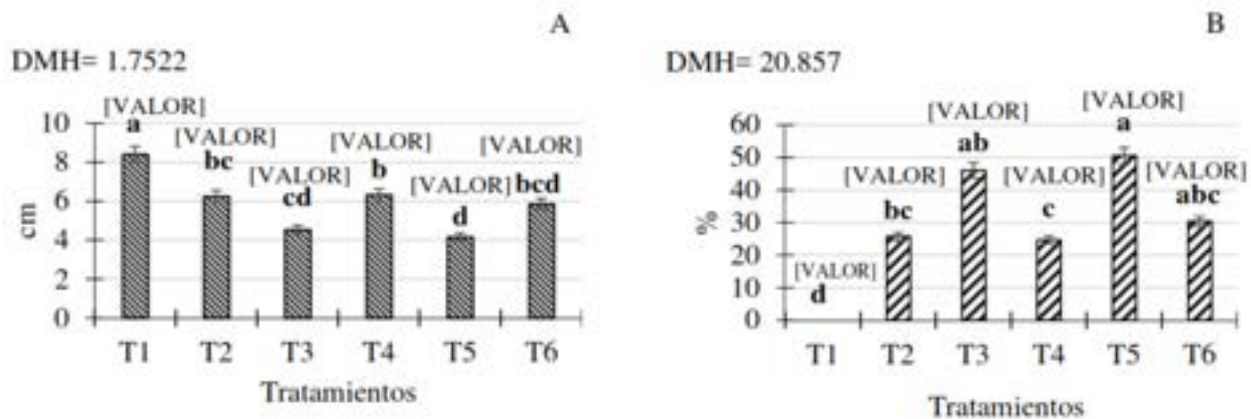 A
DMH= 1.7522
[VALOR]
a
[VALOR]
bc
[VALOR]
cd
[VALOR]
b
[VALOR]
d
[VALOR]
bcd
10
8
6
4
2
0
cm
T1 T2 T3 T4 T5 T6
Tratamientos
B
DMH= 20.857
[VALOR]
d
[VALOR]
bc
[VALOR]
ab
[VALOR]
c
[VALOR]
a
[VALOR]
abc
60
50
40
30
20
10
0
%
T1 T2 T3 T4 T5 T6
Tratamientos